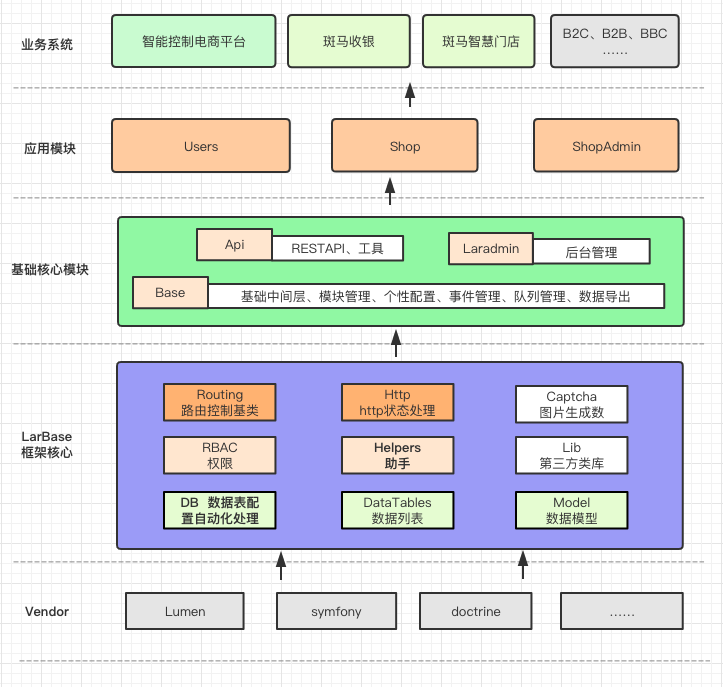 业务系统
智能控制电商平台
斑马收银
斑马智慧门店
B2C、B2B、BBC
……
应用模块
Users
Shop
ShopAdmin
基础核心模块
Api
RESTAPI、工具
Laradmin
后台管理
Base
基础中间层、模块管理、个性配置、事件管理、队列管理、数据导出
LarBase
框架核心
Routing
路由控制基类
Http
http状态处理
Captcha
图片生成数
RBAC
权限
Helpers
助手
Lib
第三方类库
DB 数据表配
置自动化处理
DataTables
数据列表
Model
数据模型
Vendor
Lumen
symfony
doctrine
……